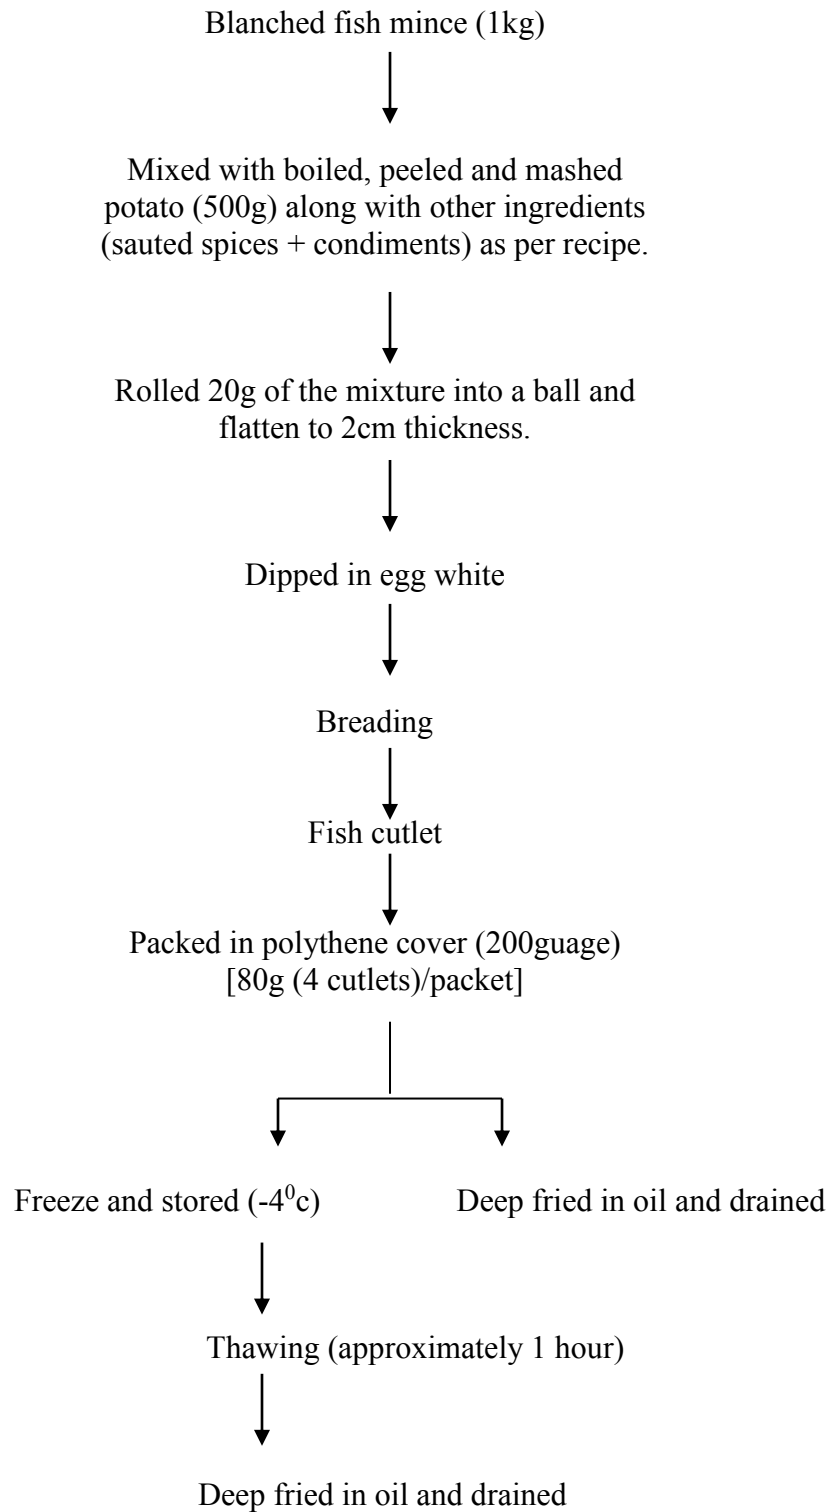 Blanched fish mince (1kg)
Mixed with boiled, peeled and mashed
potato (500g) along with other ingredients
(sauted spices + condiments) as per recipe.
Rolled 20g of the mixture into a ball and
flatten to 2cm thickness.
Dipped in egg white
Breading
Fish cutlet
Packed in polythene cover (200guage)
[80g (4 cutlets)/packet]
Freeze and stored (-4⁰c)
Deep fried in oil and drained
Thawing (approximately 1 hour)
Deep fried in oil and drained